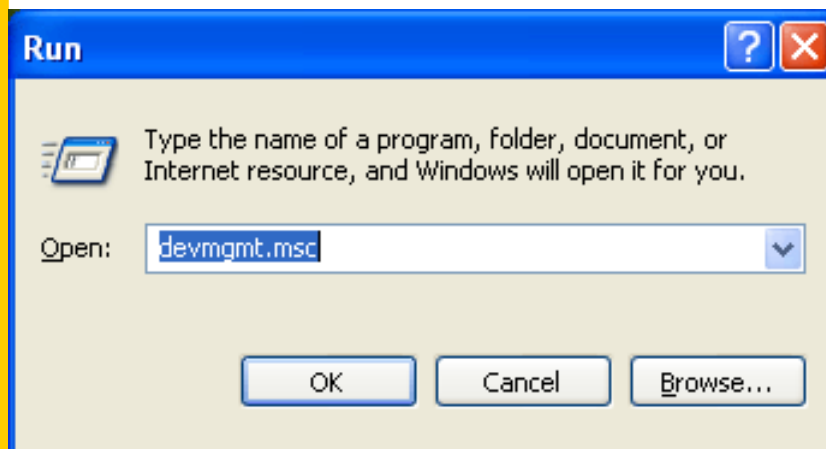 Run
Type the name of a program, folder, document, or
Internet resource, and Windows will open it for you.
Open: devmgmt.msc
OK Cancel Browse...